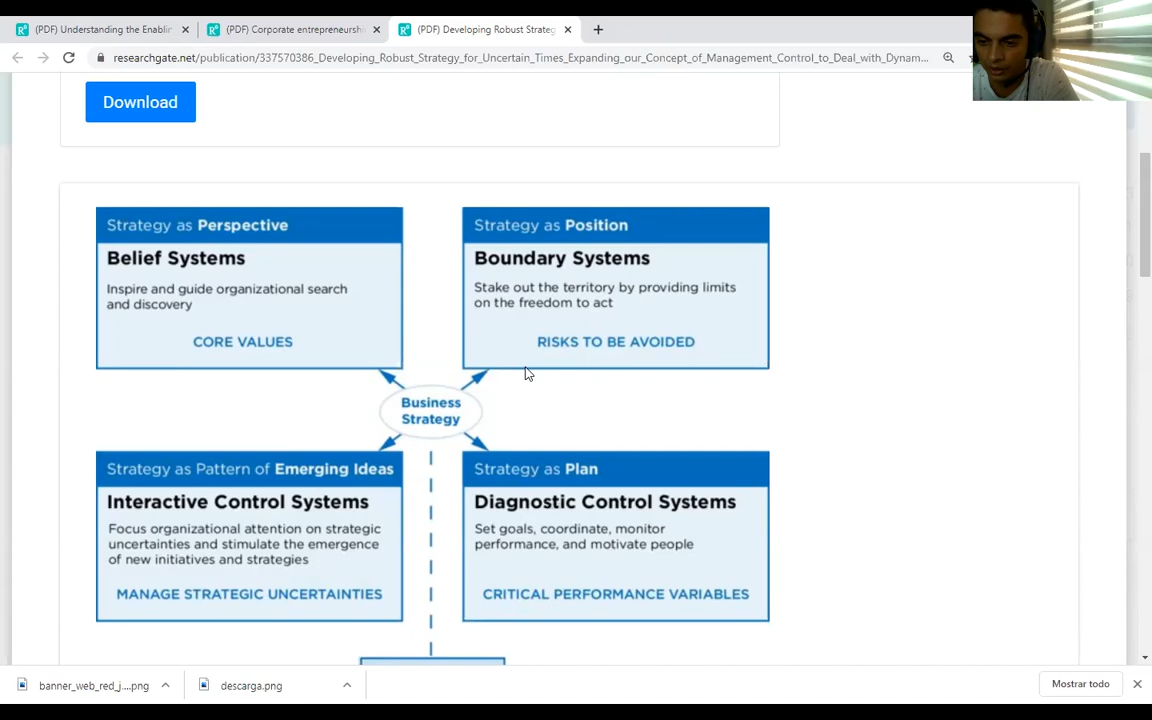 (PDF) Understanding the Enablin
(PDF) Corporate entrepreneurshi
(PDF) Developing Robust Strateg
researchgate.net/publication/337570386_Developing_Robust_Strategy_for_Uncertain_Times_Expanding_our_Concept_of_Management_Control_to_Deal_with_Dynam...
Download
Strategy as Perspective
Belief Systems
Inspire and guide organizational search
and discovery
CORE VALUES
Strategy as Position
Boundary Systems
Stake out the territory by providing limits
on the freedom to act
RISKS TO BE AVOIDED
Business
Strategy
Strategy as Pattern of Emerging Ideas
Interactive Control Systems
Focus organizational attention on strategic
uncertainties and stimulate the emergence
of new initiatives and strategies
MANAGE STRATEGIC UNCERTAINTIES
Strategy as Plan
Diagnostic Control Systems
Set goals, coordinate, monitor
performance, and motivate people
CRITICAL PERFORMANCE VARIABLES
banner_web_red_j....png
descarga.png
Mostrar todo